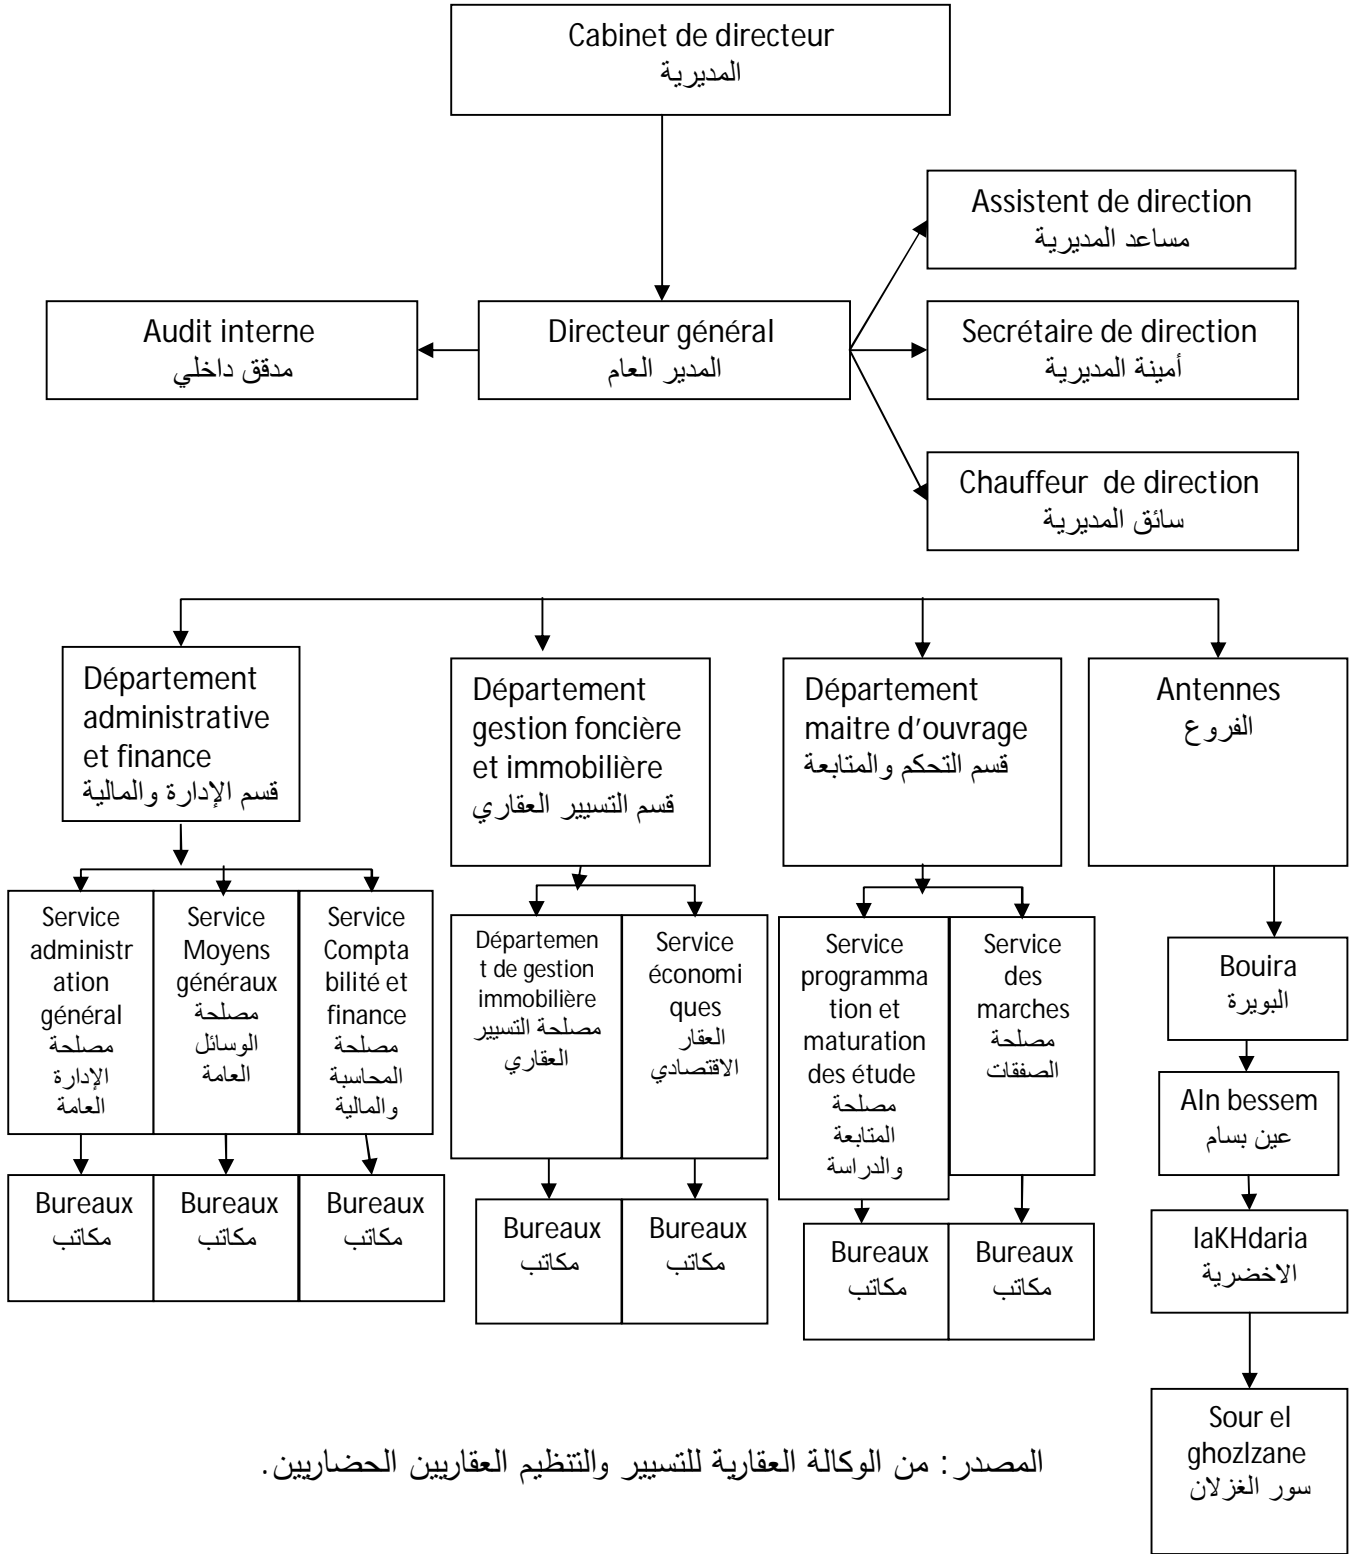 Cabinet de directeur
المديرية
Assistent de direction
مساعد المديرية
Audit interne
مدقق داخلي
Directeur général
المدير العام
Secrétaire de direction
أمينة المديرية
Chauffeur de direction
سائق المديرية
Département
administrative
et finance
قسم الإدارة والمالية
Département
gestion foncière
et immobilière
قسم التسيير العقاري
Département
maitre d'ouvrage
قسم التحكم والمتابعة
Antennes
الفروع
Service
administr
ation
général
مصلحة
الإدارة
العامة
Service
Moyens
généraux
مصلحة
الوسائل
العامة
Service
Compta
bilité et
finance
مصلحة
المحاسبة
والمالية
Départemen
t de gestion
immobilière
مصلحة التسيير
العقاري
Service
économi
ques
العقار
الاقتصادي
Service
programma
tion et
maturation
des étude
مصلحة
المتابعة
والدراسة
Service
des
marches
مصلحة
الصفقات
Bouira
البويرة
AIn bessem
عين بسام
laKHdaria
الاخضرية
Sour el
ghozlzane
سور الغزلان
Bureaux
مكاتب
Bureaux
مكاتب
Bureaux
مكاتب
Bureaux
مكاتب
Bureaux
مكاتب
Bureaux
مكاتب
Bureaux
مكاتب
المصدر: من الوكالة العقارية للتسيير والتنظيم العقاريين الحضاريين.